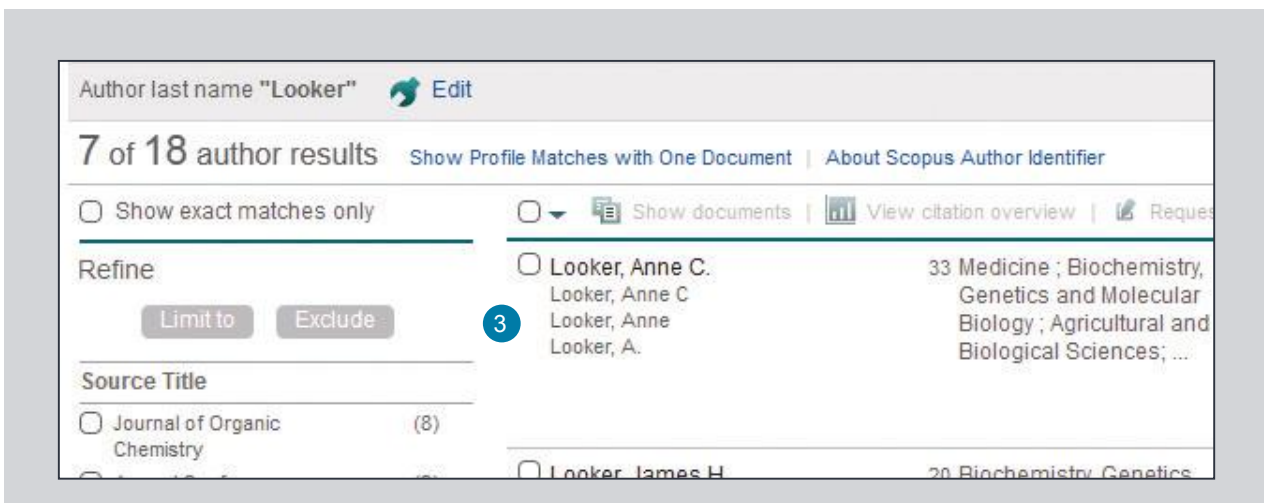 Author last name "Looker" Edit
7 of 18 author results Show Profile Matches with One Document | About Scopus Author Identifier
Show exact matches only
Show documents | View citation overview |
Refine
Limit to Exclude
Source Title
Journal of Organic (8)
Chemistry
3
Looker, Anne C. 33 Medicine ; Biochemistry,
Looker, Anne C Genetics and Molecular
Looker, Anne Biology ; Agricultural and
Looker, A. Biological Sciences; ...
Looker, James H. 20 Biochemistry, Genetics